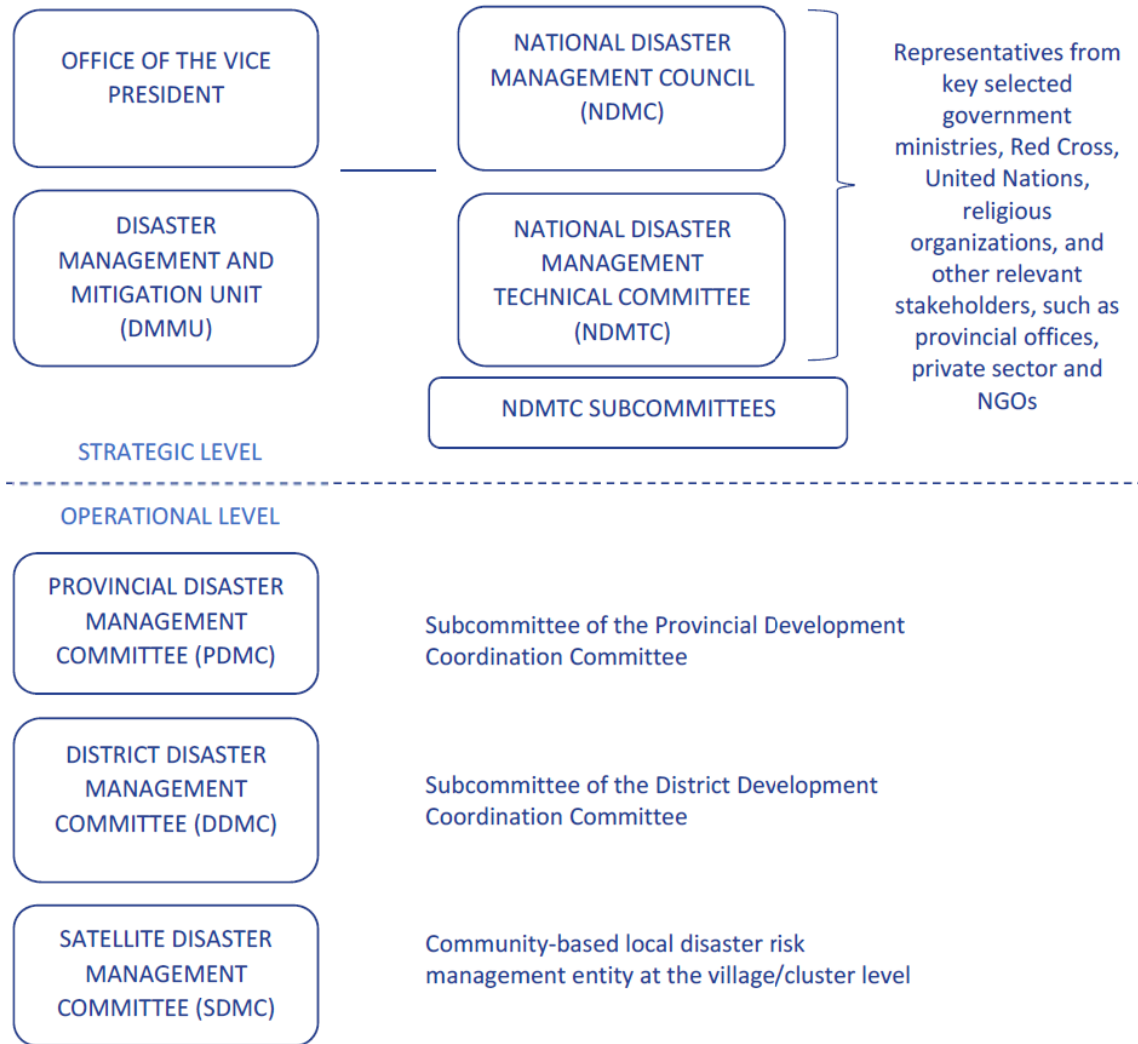 OFFICE OF THE VICE
PRESIDENT
NATIONAL DISASTER
MANAGEMENT COUNCIL
(NDMC)
Representatives from
key selected
government
ministries, Red Cross,
United Nations,
religious
organizations, and
other relevant
stakeholders, such as
provincial offices,
private sector and
NGOs
DISASTER
MANAGEMENT AND
MITIGATION UNIT
(DMMU)
NATIONAL DISASTER
MANAGEMENT
TECHNICAL COMMITTEE
(NDMTC)
NDMTC SUBCOMMITTEES
STRATEGIC LEVEL
OPERATIONAL LEVEL
PROVINCIAL DISASTER
MANAGEMENT
COMMITTEE (PDMC)
Subcommittee of the Provincial Development
Coordination Committee
DISTRICT DISASTER
MANAGEMENT
COMMITTEE (DDMC)
Subcommittee of the District Development
Coordination Committee
SATELLITE DISASTER
MANAGEMENT
COMMITTEE (SDMC)
Community-based local disaster risk
management entity at the village/cluster level